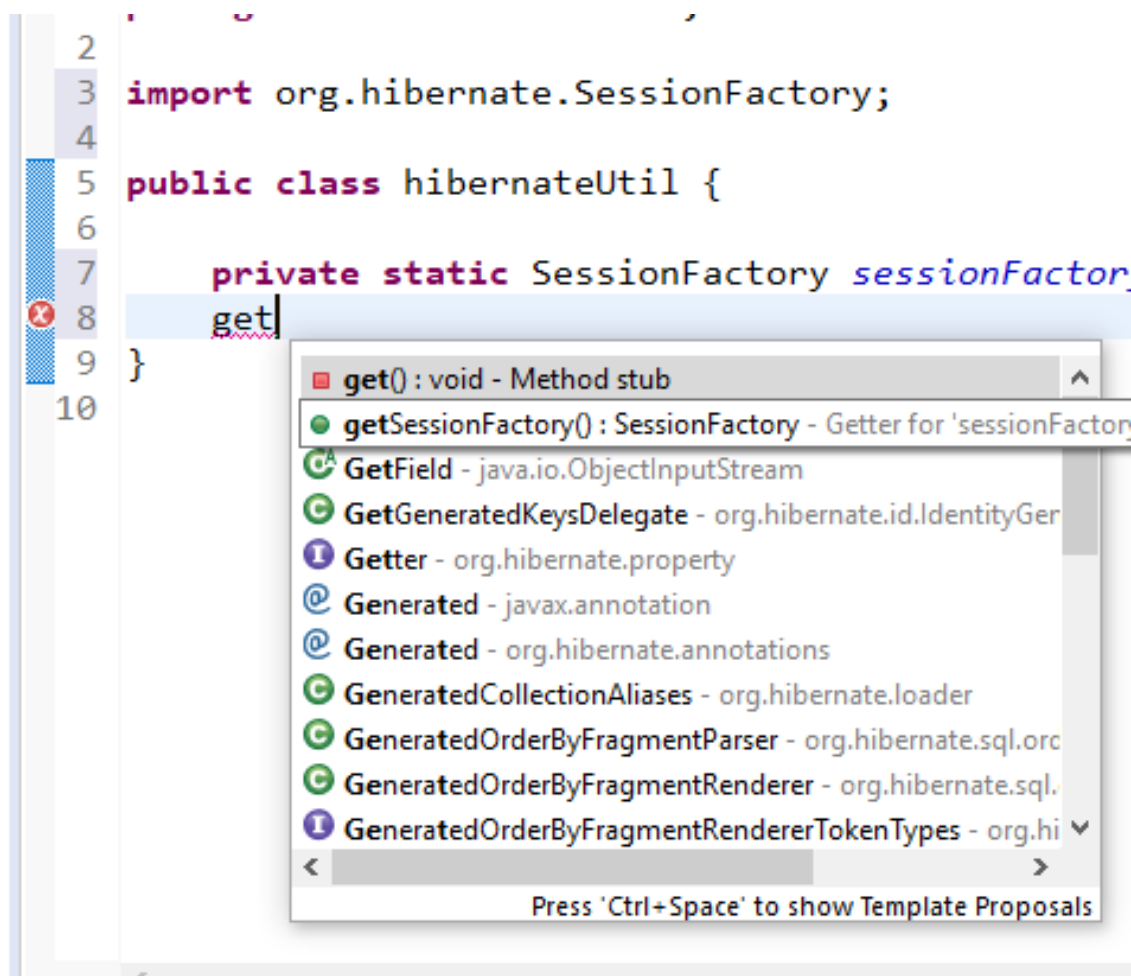 2
3 import org.hibernate.SessionFactory;
4
5 public class hibernateUtil {
6
7 private static SessionFactory sessionFactory
8 get
9 }
10
get() : void - Method stub
getSessionFactory() : SessionFactory - Getter for 'sessionFactory
GetField - java.io.ObjectInputStream
GetGeneratedKeysDelegate - org.hibernate.id.IdentityGer
Getter - org.hibernate.property
Generated - javax.annotation
Generated - org.hibernate.annotations
GeneratedCollectionAliases - org.hibernate.loader
GeneratedOrderByFragmentParser - org.hibernate.sql.orc
GeneratedOrderByFragmentRenderer - org.hibernate.sql.
GeneratedOrderByFragmentRendererTokenTypes - org.hi
Press 'Ctrl+Space' to show Template Proposals